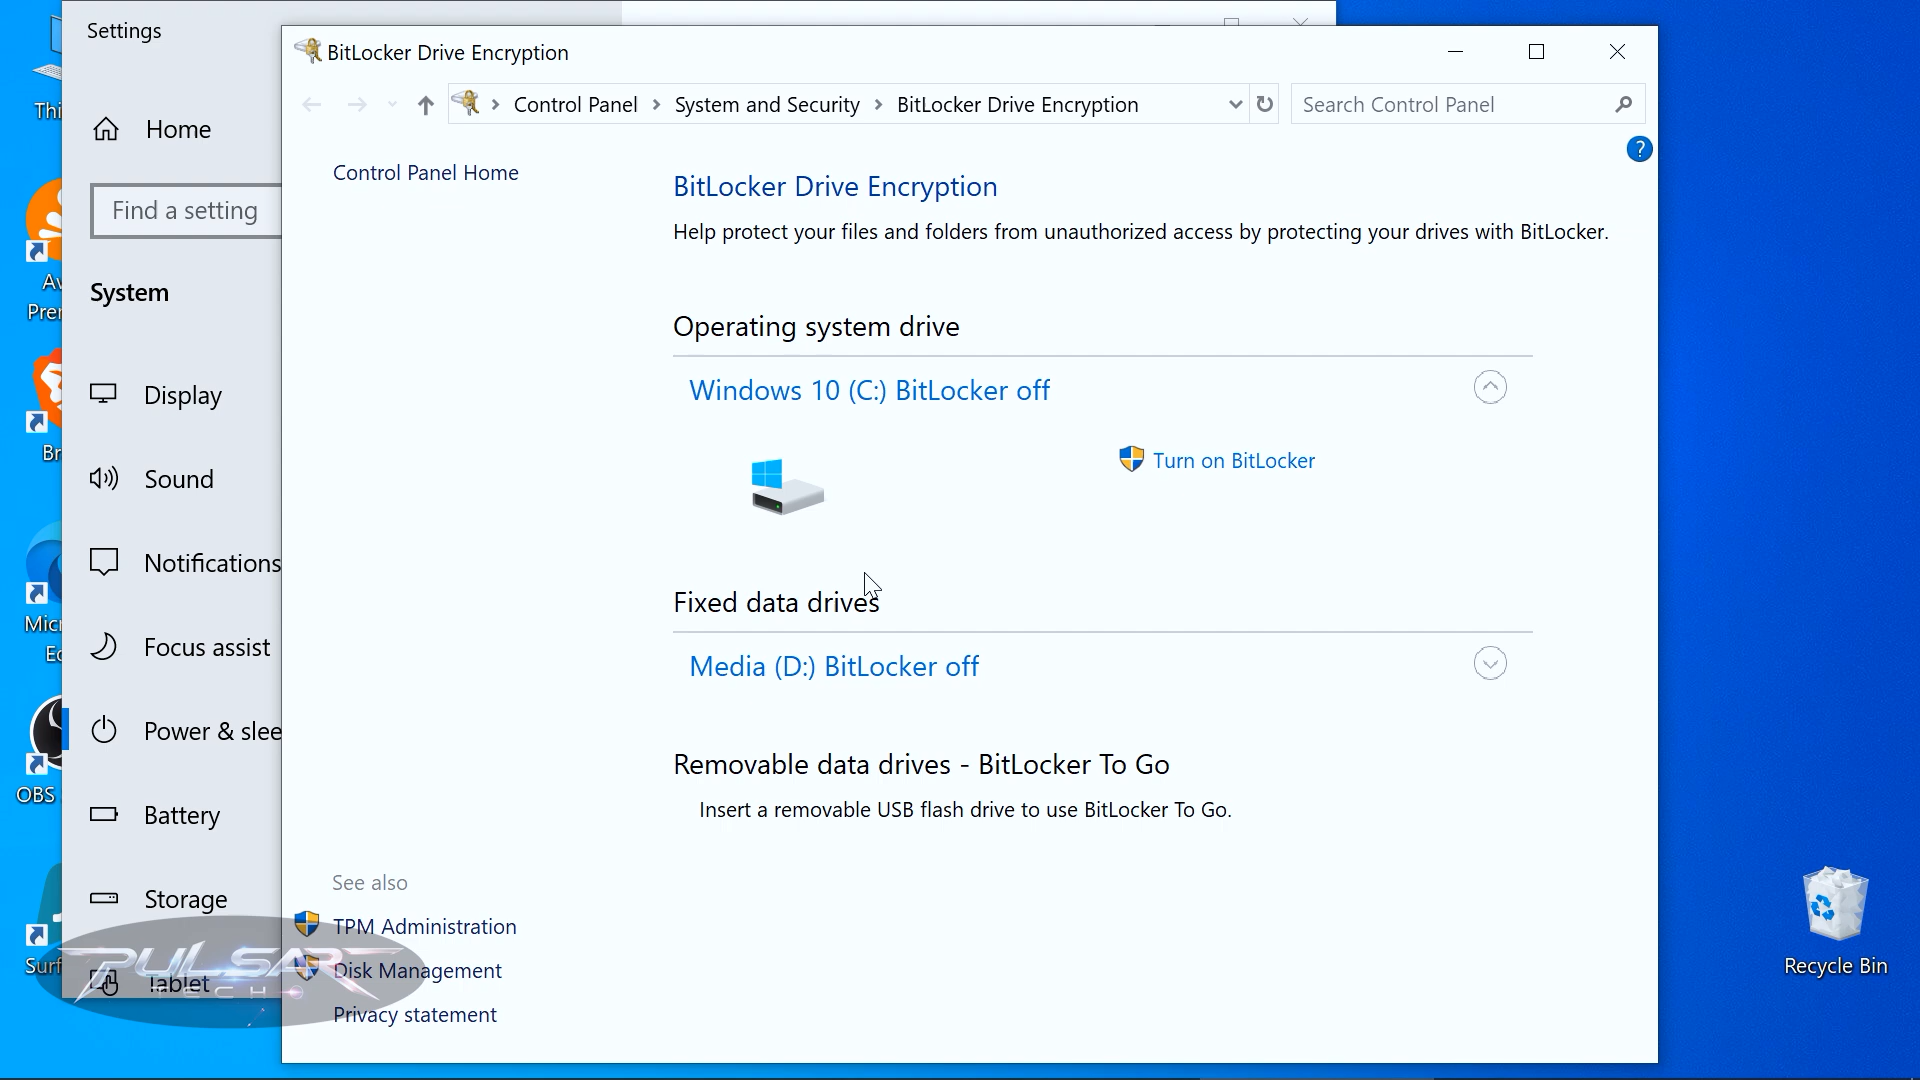 Settings
BitLocker Drive Encryption
Control Panel
System and Security
BitLocker Drive Encryption
Search Control Panel
Home
Find a setting
System
Display
Sound
Notifications
Focus assist
Power &
Battery
Storage
Tablet
Control Panel Home
BitLocker Drive Encryption
Help protect your files and folders from unauthorized access by protecting your drives with BitLocker.
Operating system drive
Windows 10 (C:) BitLocker off
Turn on BitLocker
Fixed data drives
Media (D:) BitLocker off
Removable data drives - BitLocker To Go
Insert a removable USB flash drive to use BitLocker To Go.
See also
TPM Administration
Disk Management
Privacy statement
PULSAR
TECH
OBS
Recycle Bin